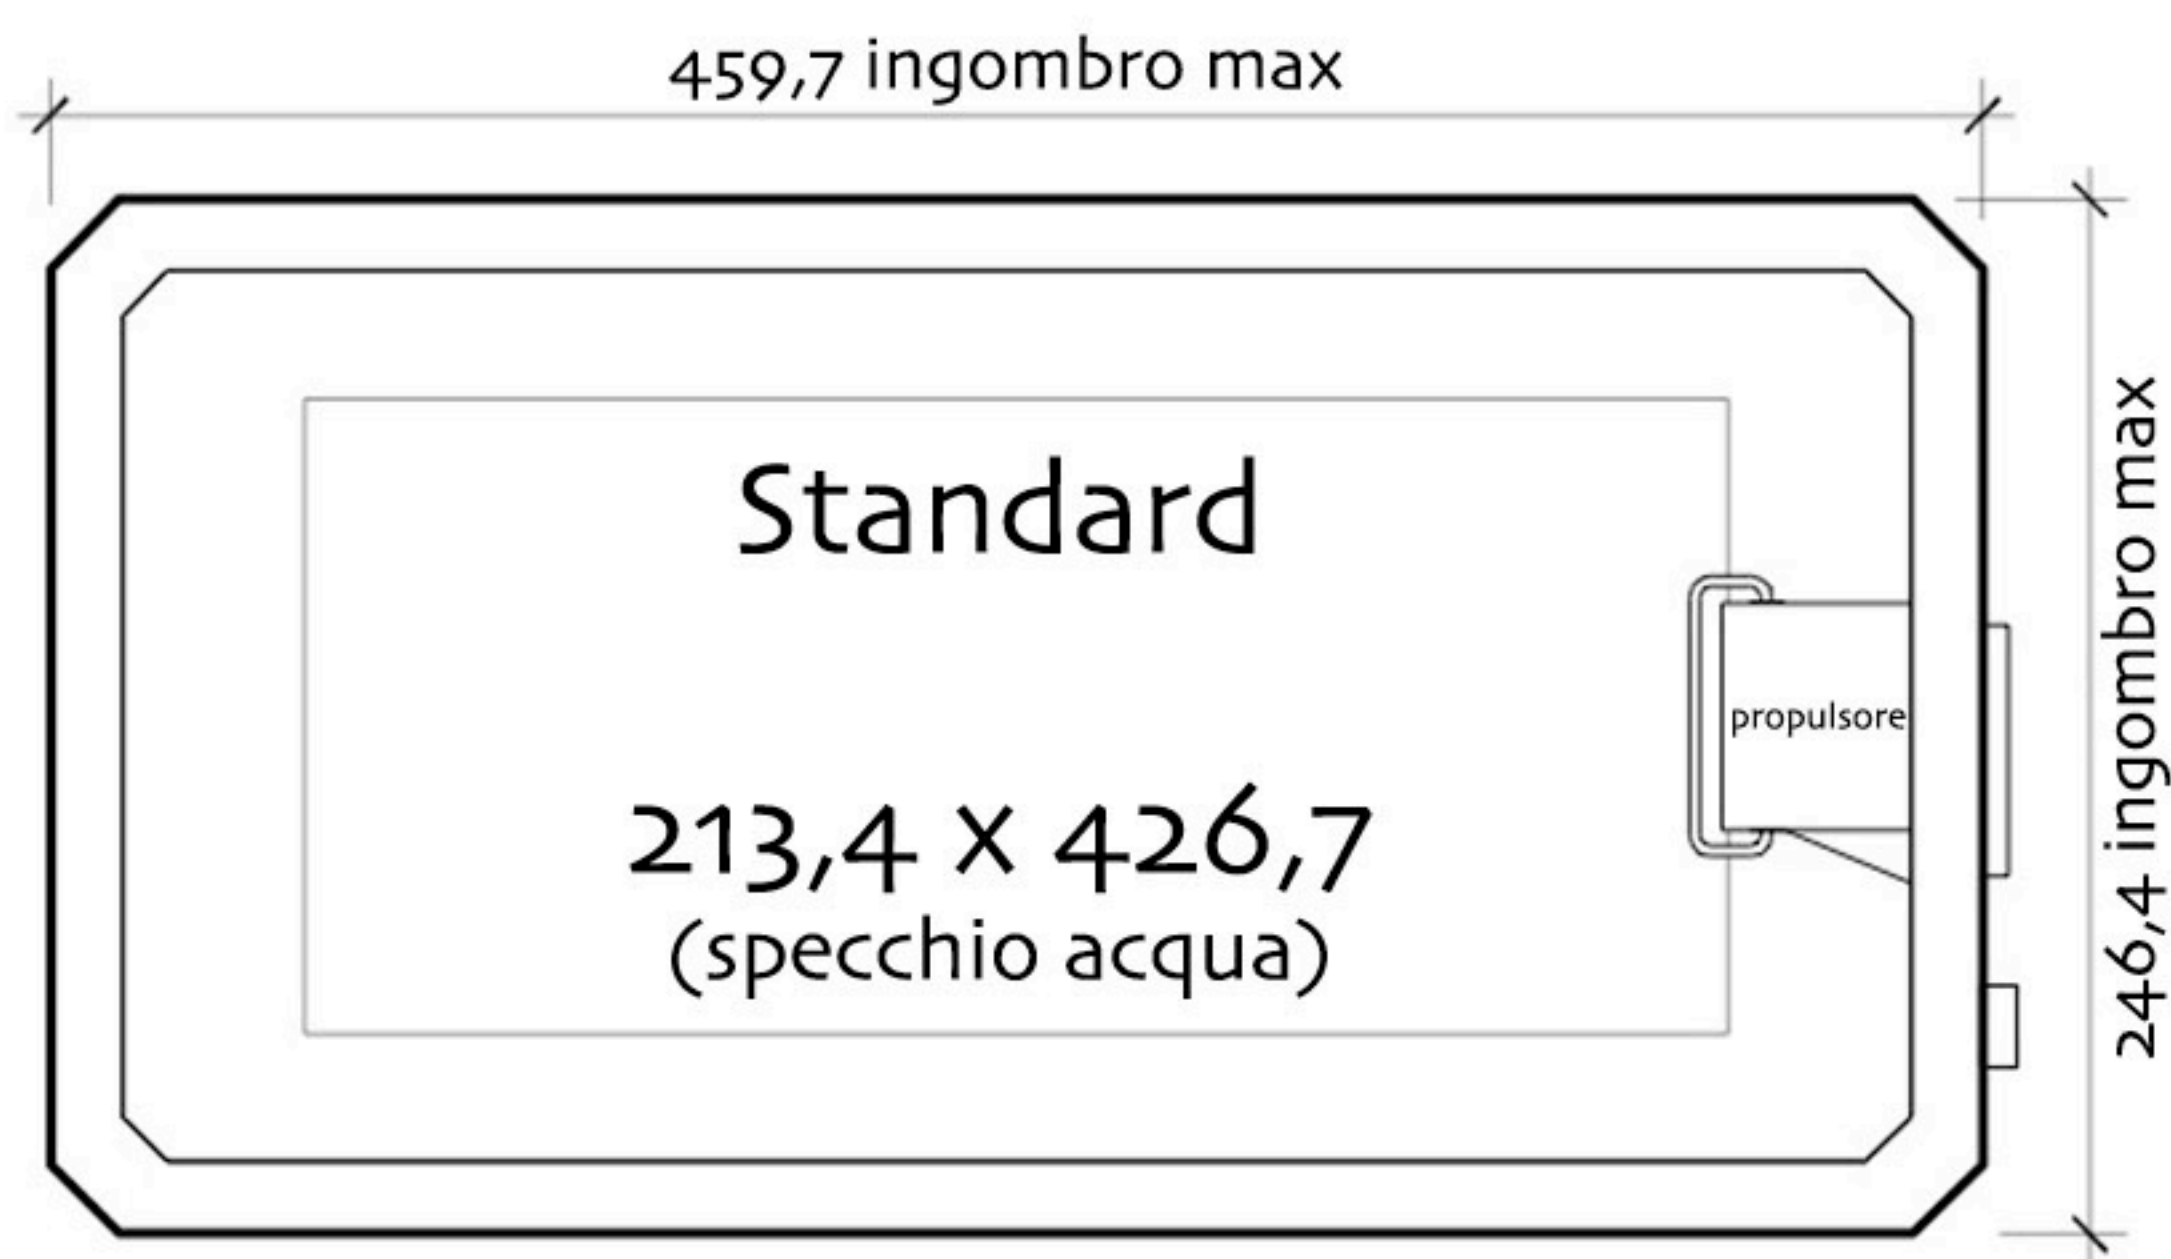 459,7 ingombro max
Standard
propulsore
213,4 x 426,7
(specchio acqua)
246,4 ingombro max